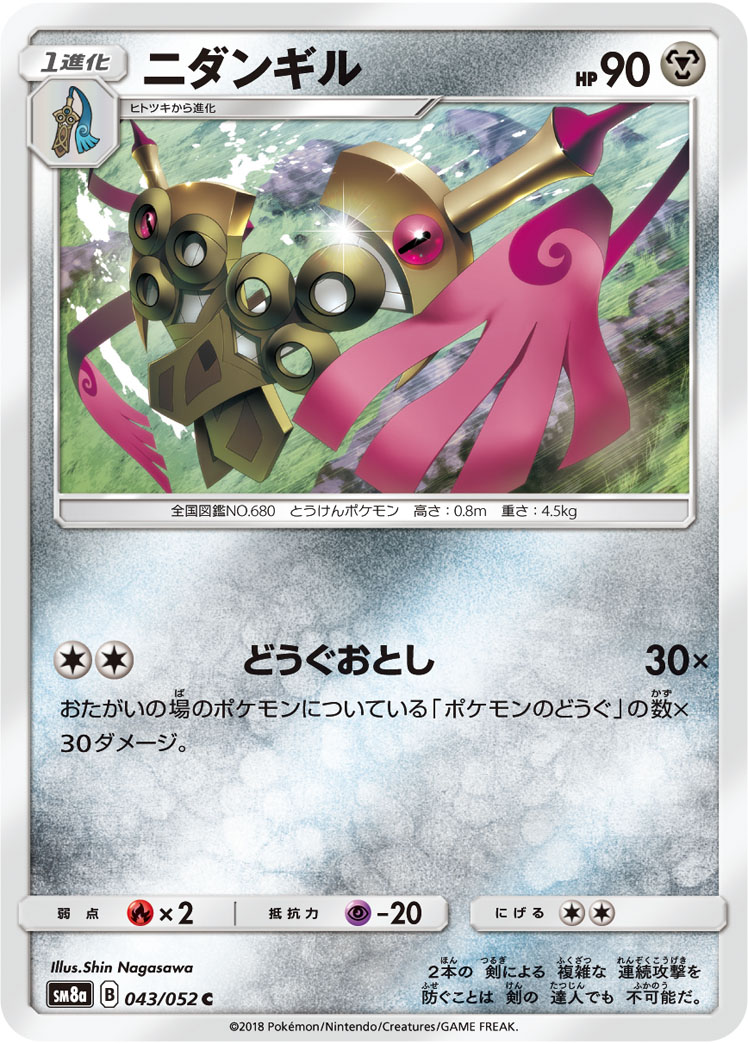 1進化 ニダンギル HP 90
ヒトツキから進化
全国図鑑NO.680 とうけんポケモン 高さ:0.8m 重さ:4.5kg
どうぐおとし 30×
おたがいの場のポケモンについている「ポケモンのどうぐ」の数×
30ダメージ。
弱点 ×2 抵抗力 -20 にげる
Illus.Shin Nagasawa
2本の 剣による 複雑な 連続攻撃を
防ぐことは 剣の 達人でも 不可能だ。
SM8a B 043/052 C
©2018 Pokémon/Nintendo/Creatures/GAME FREAK.